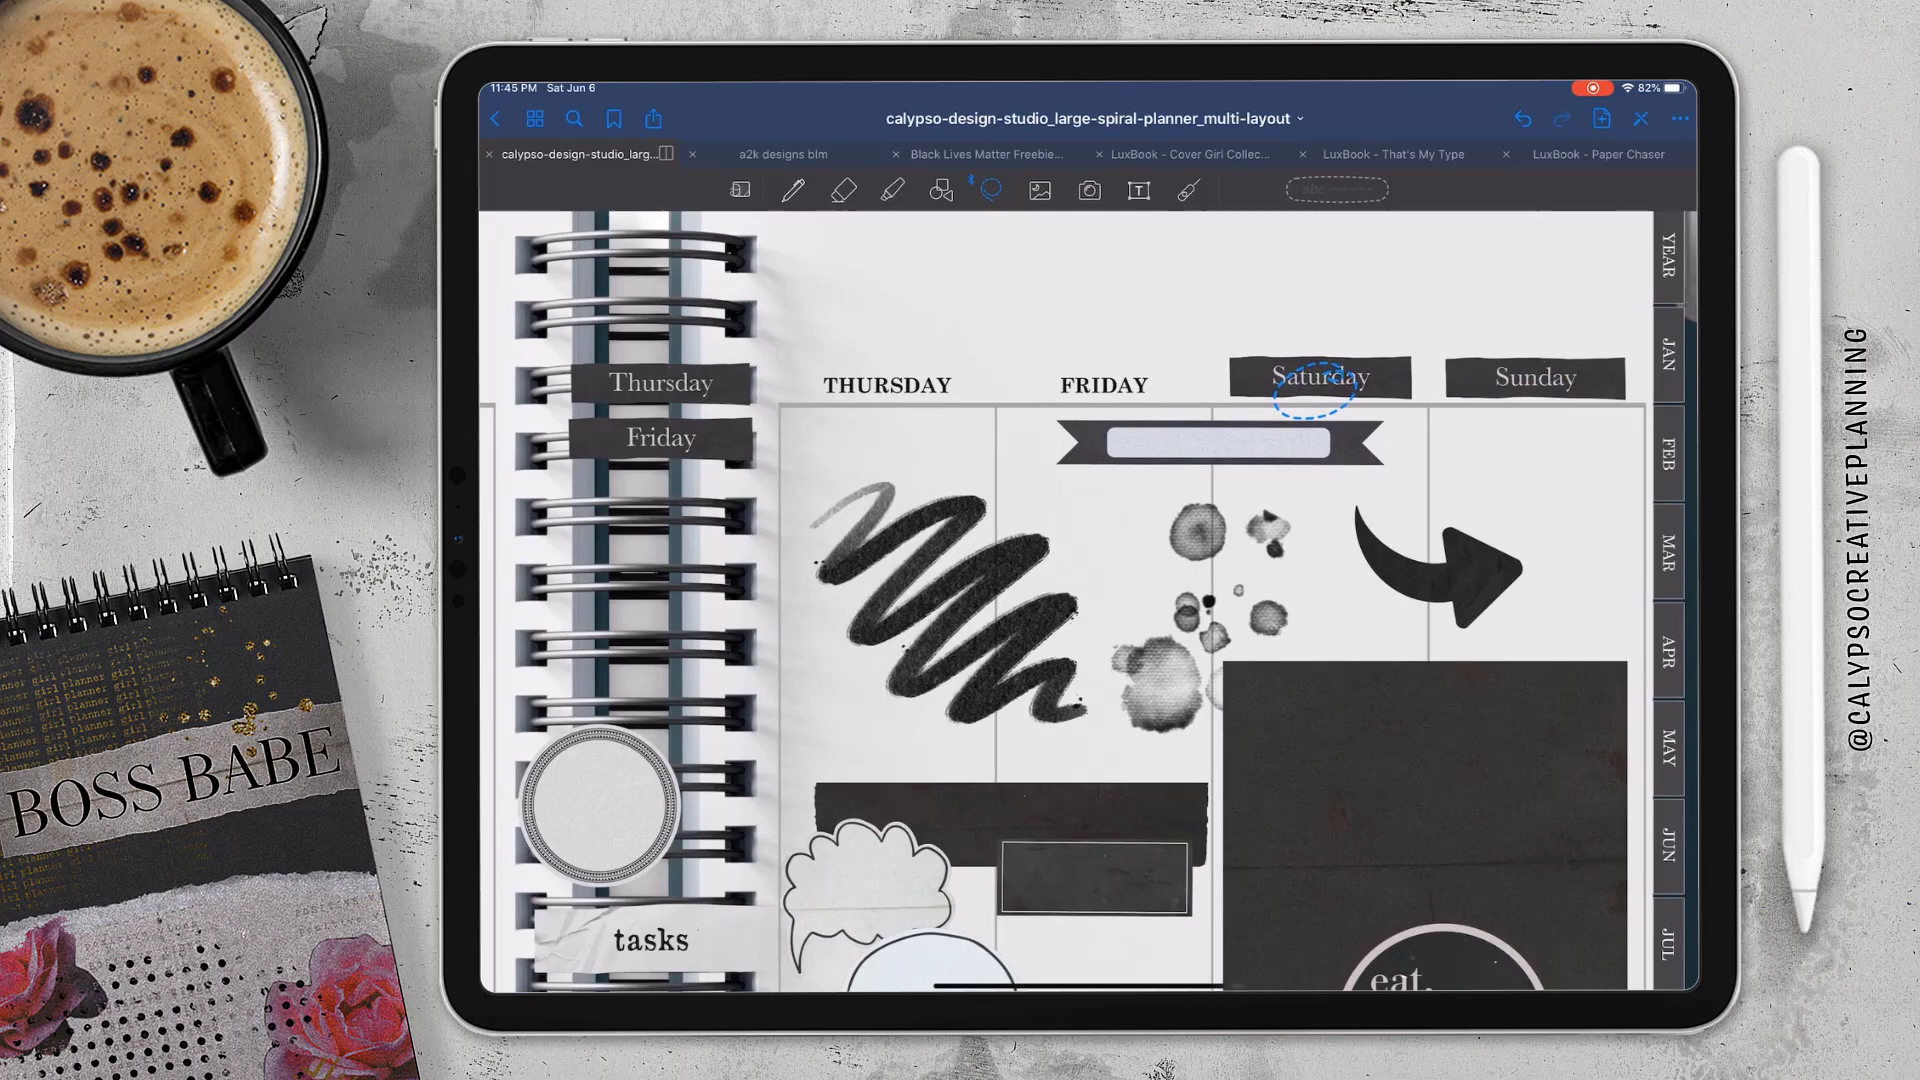 11:45 PM Sat Jun 6
82%
calypso-design-studio_large-spiral-planner_multi-layout
calypso-design-studio_larg...
a2k designs blm
Black Lives Matter Freebie...
LuxBook - Cover Girl Collec...
LuxBook - That's My Type
LuxBook - Paper Chaser
T
abc
Thursday
Friday
THURSDAY
FRIDAY
Saturday
Sunday
tasks
eat.
YEAR
JAN
FEB
MAR
APR
MAY
JUN
JUL
BOSS BABE
@CALYPSOCREATIVEPLANNING